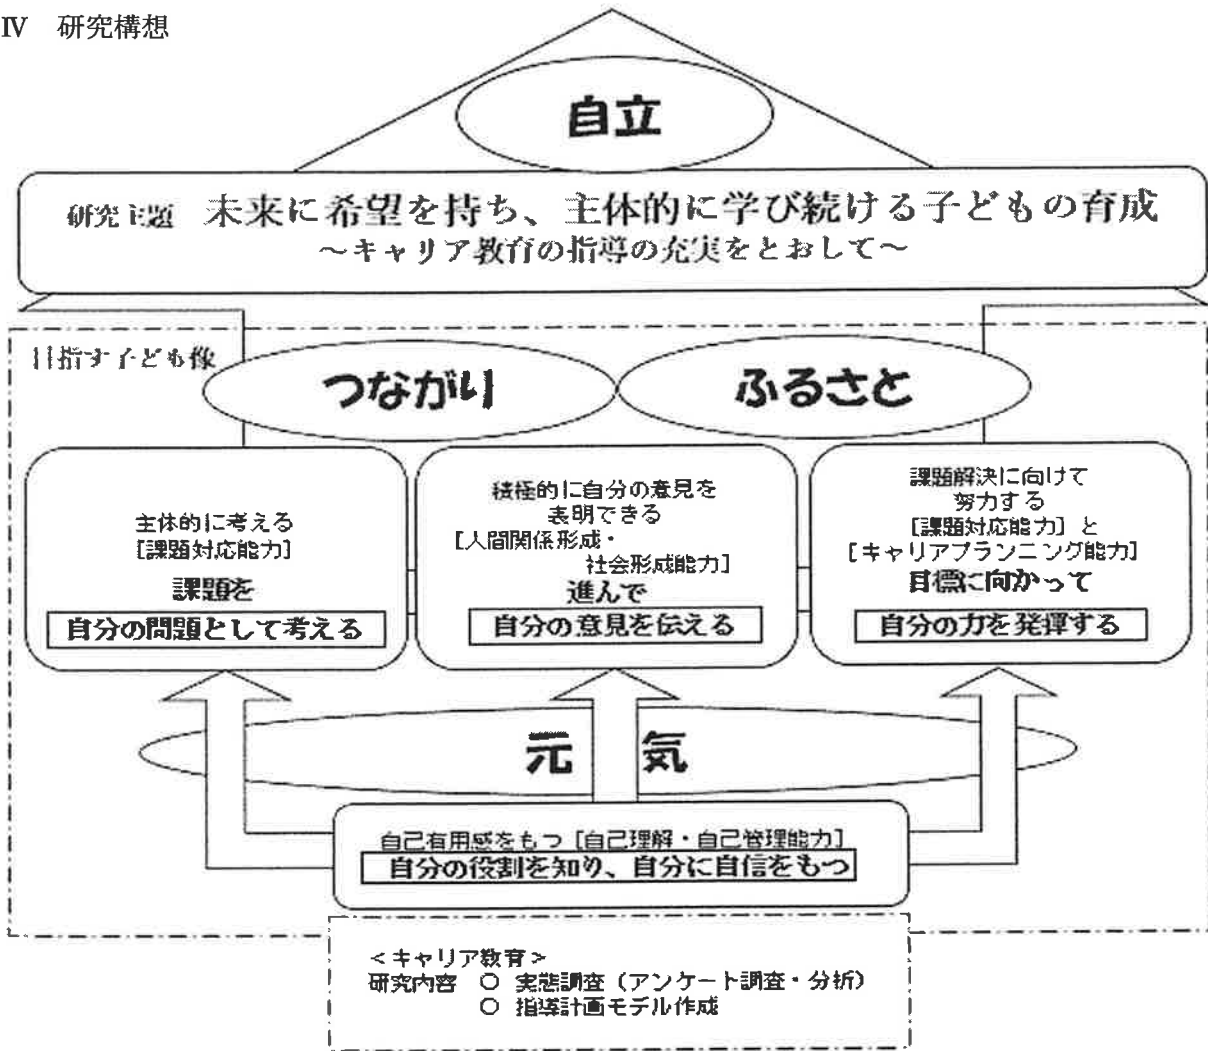 Ⅳ 研究構想
自立
研究主題 未来に希望を持ち、主体的に学び続ける子どもの育成
～キャリア教育の指導の充実をとおして～
目指す子ども像
つながり
ふるさと
主体的に考える
[課題対応能力]
課題を
自分の問題として考える
積極的に自分の意見を
表明できる
[人間関係形成・
社会形成能力]
進んで
自分の意見を伝える
課題解決に向けて
努力する
[課題対応能力] と
[キャリアプランニング能力]
目標に向かって
自分の力を発揮する
元 気
自己有用感をもつ [自己理解・自己管理能力]
自分の役割を知り、自分に自信をもつ
＜キャリア教育＞
研究内容 ○ 実態調査（アンケート調査・分析）
○ 指導計画モデル作成